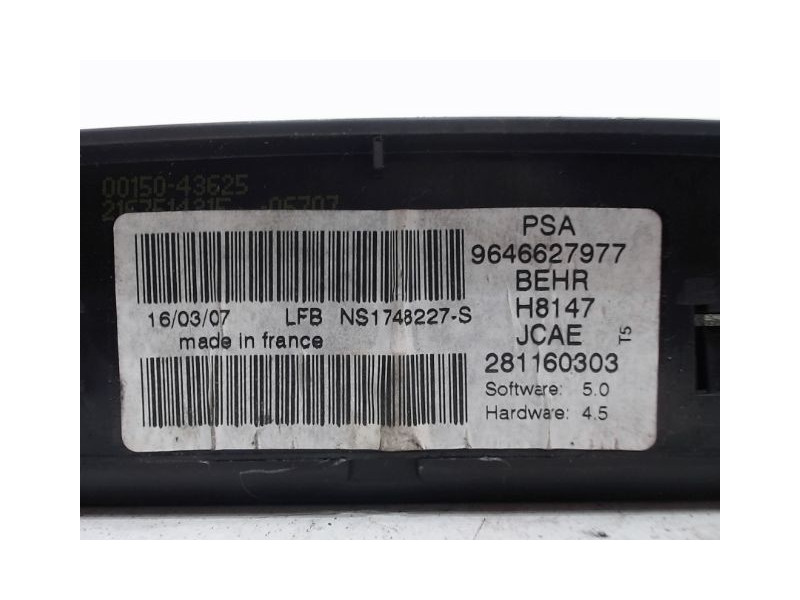 00150-43625
PSA
9646627977
BEHR
H8147
JCAE
T5
281160303
Software: 5.0
Hardware: 4.5
16/03/07 LFB NS1748227-S
made in france